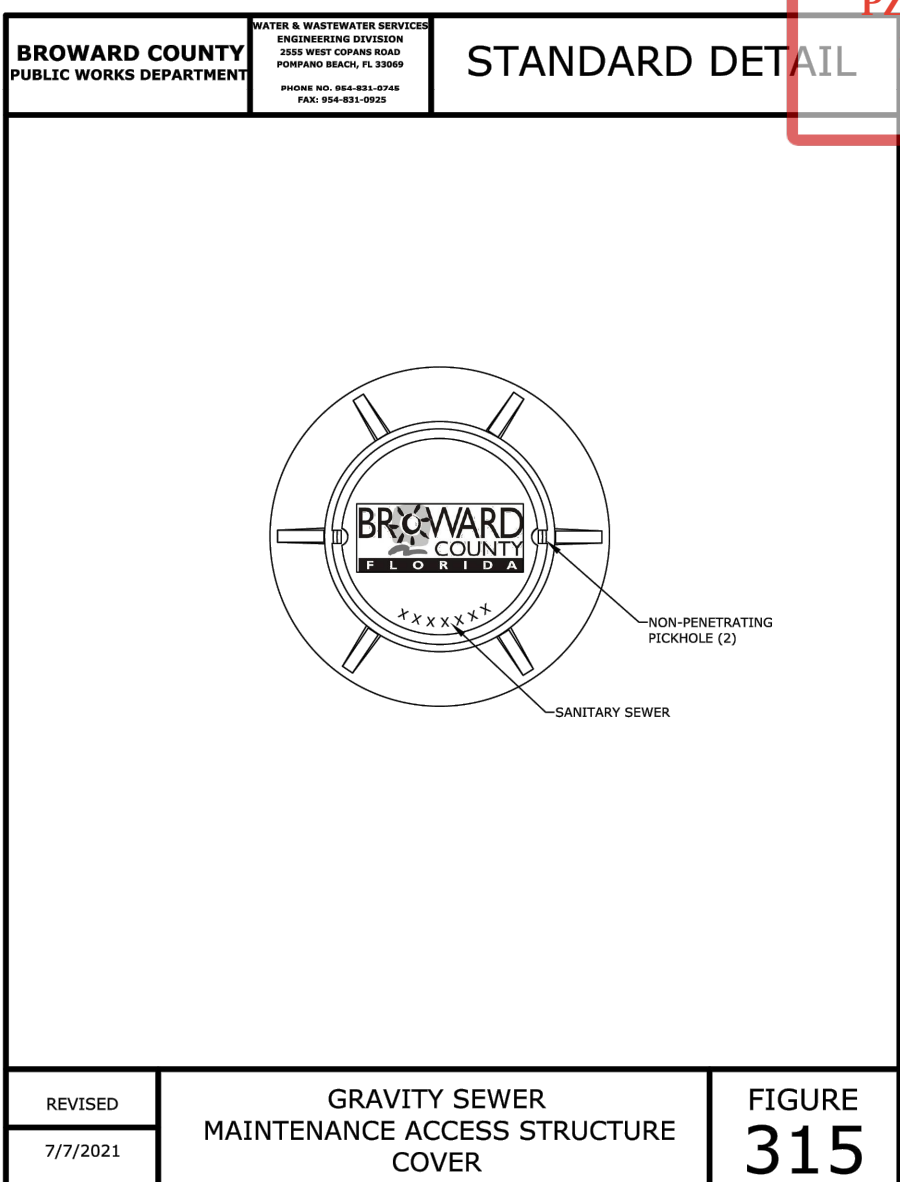 PZ
BROWARD COUNTY
PUBLIC WORKS DEPARTMENT
WATER & WASTEWATER SERVICES
ENGINEERING DIVISION
2555 WEST COPANS ROAD
POMPANO BEACH, FL 33069
PHONE NO. 954-831-0745
FAX: 954-831-0925
STANDARD DETAIL
BROWARD
COUNTY
FLORIDA
XXXXXXX
NON-PENETRATING
PICKHOLE (2)
SANITARY SEWER
REVISED
7/7/2021
GRAVITY SEWER
MAINTENANCE ACCESS STRUCTURE
COVER
FIGURE
315